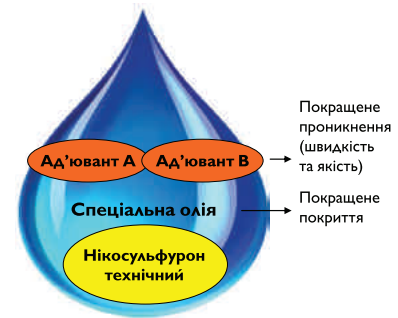 Ад’ювант А
Ад’ювант В
Покращене
проникнення
(швидкість
та якість)
Спеціальна олія
Покращене
покриття
Нікосульфурон
технічний